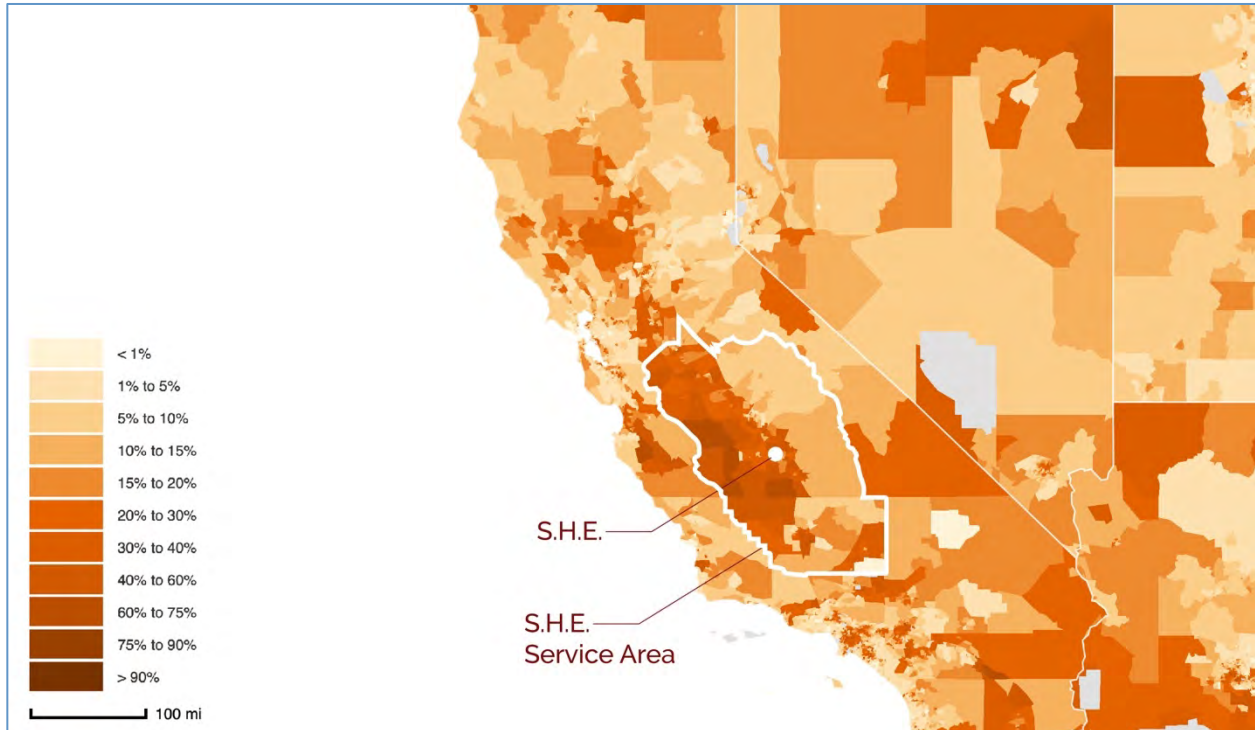 < 1%
1% to 5%
5% to 10%
10% to 15%
15% to 20%
20% to 30%
30% to 40%
40% to 60%
60% to 75%
75% to 90%
> 90%
100 mi
S.H.E.
S.H.E.
Service Area